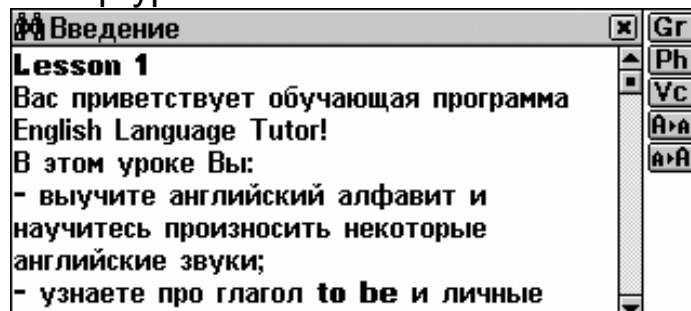 Введение
Gr
Lesson 1
Ph
Вас приветствует обучающая программа
Vc
English Language Tutor!
A▸A
В этом уроке Вы:
A▸A
- выучите английский алфавит и
научитесь произносить некоторые
английские звуки;
- узнаете про глагол to be и личные